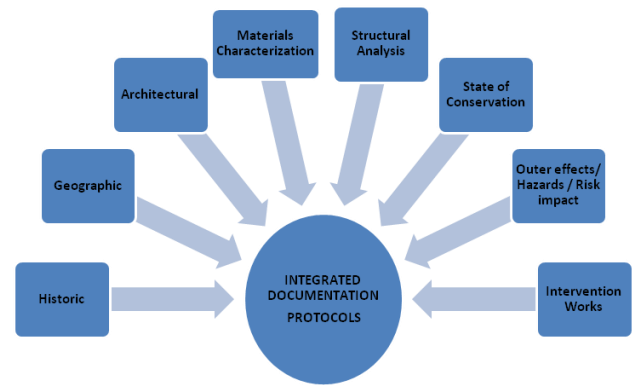 Materials
Characterization
Structural
Analysis
Architectural
State of
Conservation
Geographic
Outer effects/
Hazards / Risk
impact
Historic
INTEGRATED
DOCUMENTATION
PROTOCOLS
Intervention
Works